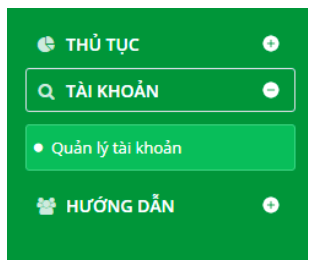 THỦ TỤC
TÀI KHOẢN
Quản lý tài khoản
HƯỚNG DẪN